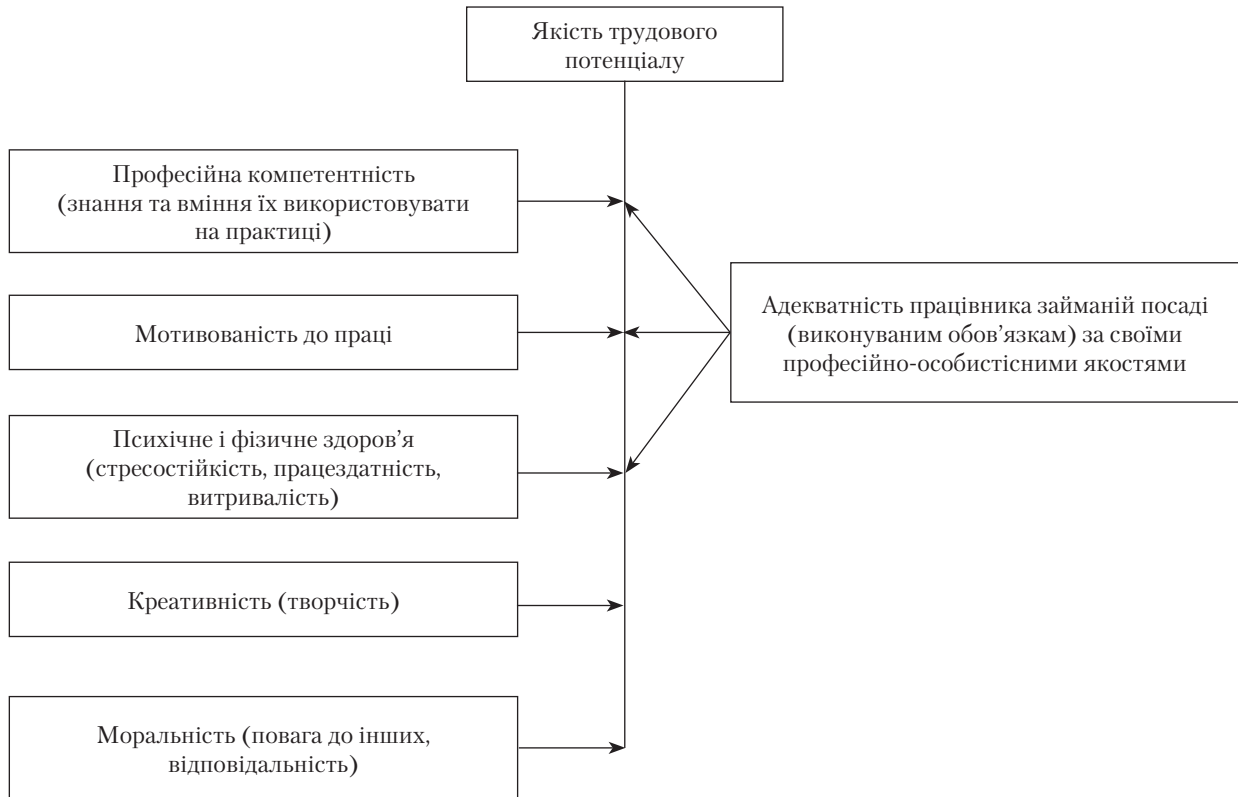 Якість трудового
потенціалу
Професійна компетентність
(знання та вміння їх використовувати
на практиці)
Мотивованість до праці
Адекватність працівника займаній посаді
(виконуваним обов’язкам) за своїми
професійно-особистісними якостями
Психічне і фізичне здоров’я
(стресостійкість, працездатність,
витривалість)
Креативність (творчість)
Моральність (повага до інших,
відповідальність)